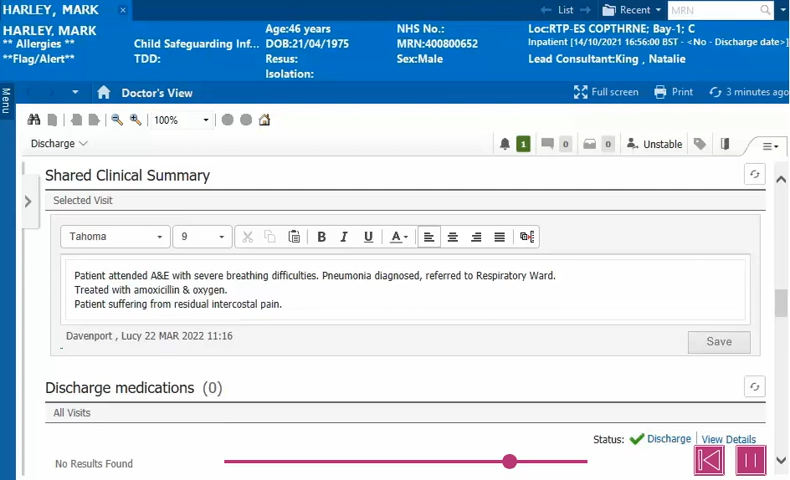 HARLEY, MARK
List
Recent
MRN
HARLEY, MARK
Age:46 years
NHS No.:
Loc:RTP-ES COPTHRNE; Bay-1; C
** Allergies **
Child Safeguarding Inf...
DOB:21/04/1975
MRN:400800652
Inpatient [14/10/2021 16:56:00 BST - <No - Discharge date>]
**Flag/Alert**
TDD:
Resus:
Sex:Male
Lead Consultant:King , Natalie
Isolation:
Menu
Doctor's View
Full screen
Print
3 minutes ago
100%
Discharge
1
0
0
Unstable
Shared Clinical Summary
Selected Visit
Tahoma
9
B
I
U
A
Patient attended A&E with severe breathing difficulties. Pneumonia diagnosed, referred to Respiratory Ward.
Treated with amoxicillin & oxygen.
Patient suffering from residual intercostal pain.
Davenport , Lucy 22 MAR 2022 11:16
Save
Discharge medications (0)
All Visits
Status:
Discharge
View Details
No Results Found